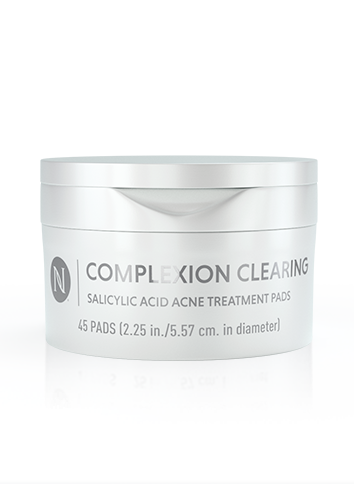 N
COMPLEXION CLEARING
SALICYLIC ACID ACNE TREATMENT PADS
45 PADS (2.25 in./5.57 cm. in diameter)